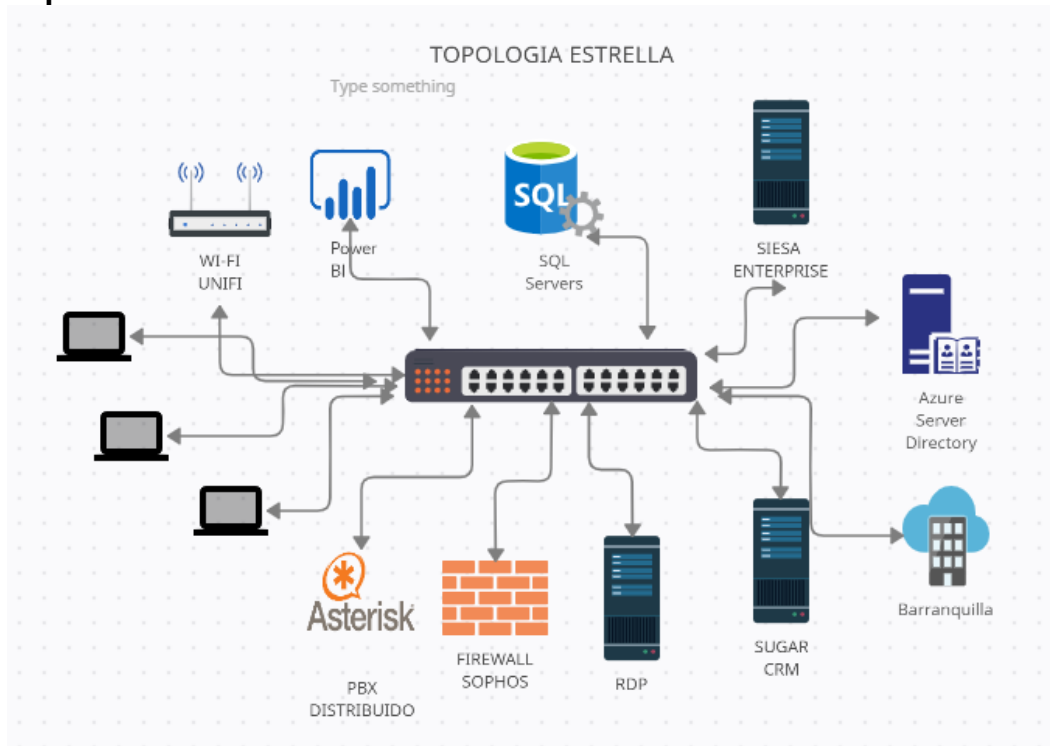 TOPOLOGIA ESTRELLA
Type something
WI-FI
UNIFI
Power
BI
SQL
SQL
Servers
SIESA
ENTERPRISE
Azure
Server
Directory
Asterisk
PBX
DISTRIBUIDO
FIREWALL
SOPHOS
RDP
SUGAR
CRM
Barranquilla